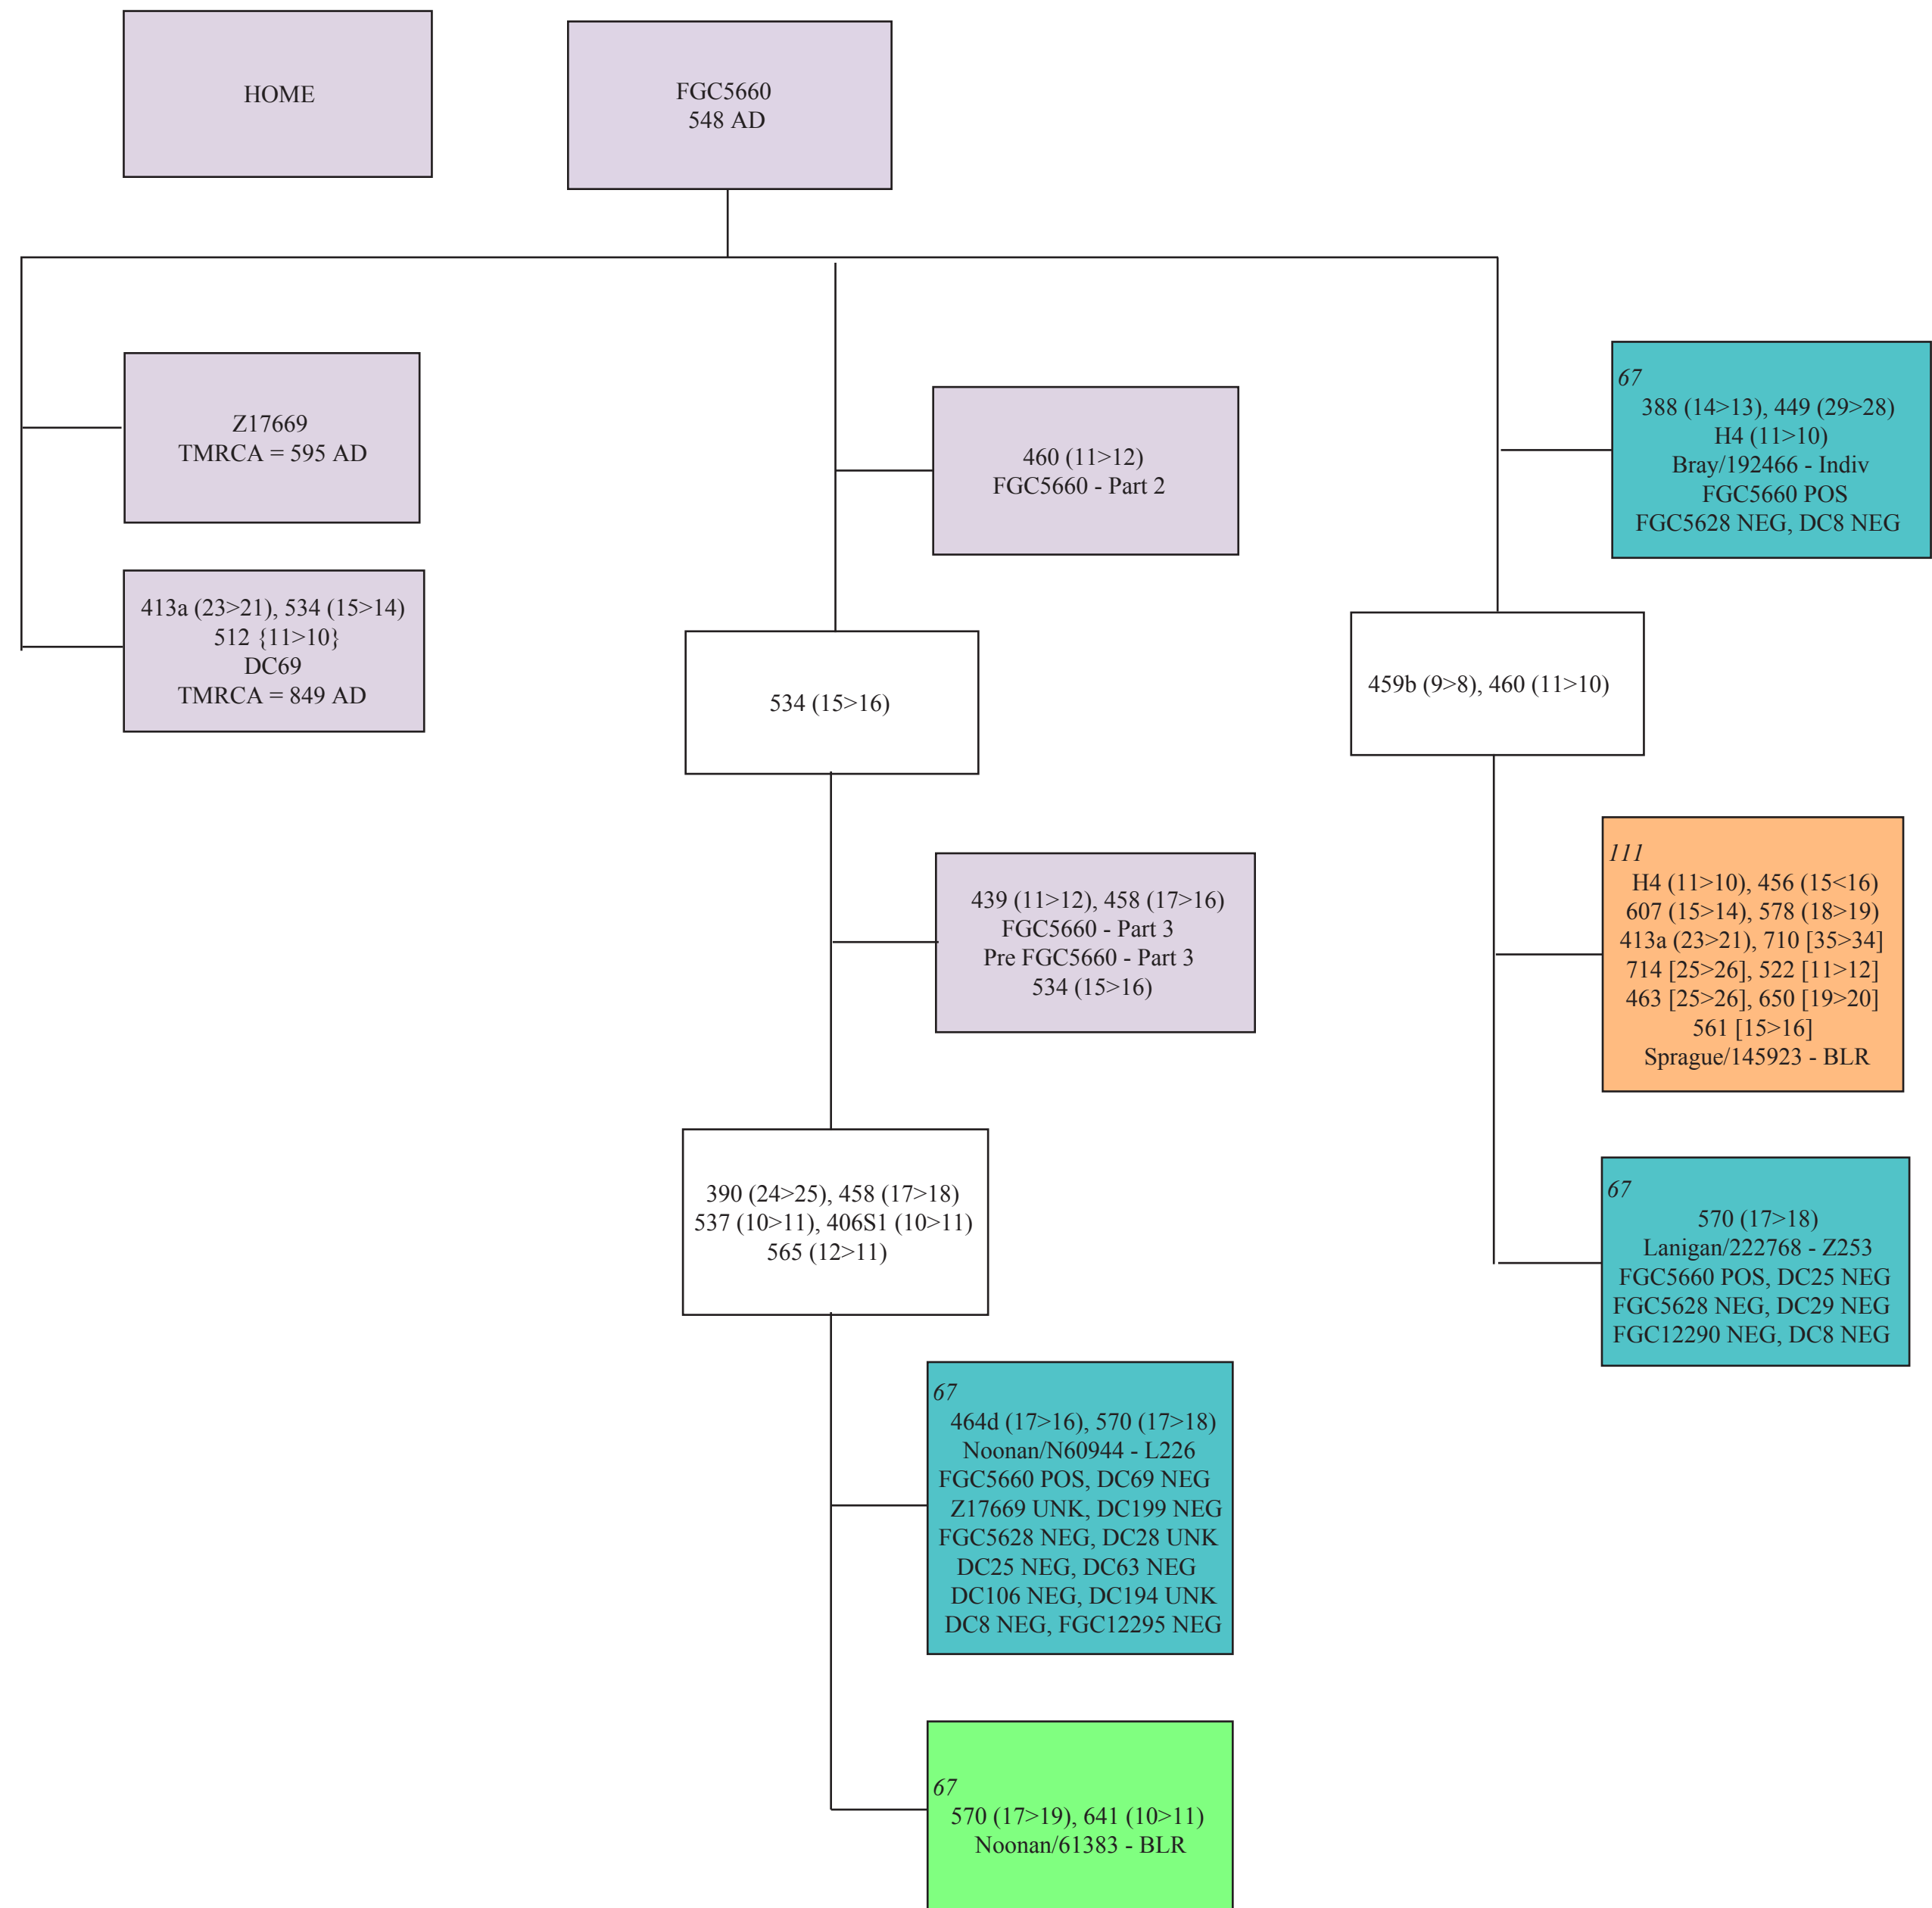 HOME
FGC5660
548 AD
Z17669
TMRCA = 595 AD
413a (23>21), 534 (15>14)
512 {11>10}
DC69
TMRCA = 849 AD
460 (11>12)
FGC5660 - Part 2
534 (15>16)
439 (11>12), 458 (17>16)
FGC5660 - Part 3
Pre FGC5660 - Part 3
534 (15>16)
390 (24>25), 458 (17>18)
537 (10>11), 406S1 (10>11)
565 (12>11)
67
464d (17>16), 570 (17>18)
Noonan/N60944 - L226
FGC5660 POS, DC69 NEG
Z17669 UNK, DC199 NEG
FGC5628 NEG, DC28 UNK
DC25 NEG, DC63 NEG
DC106 NEG, DC194 UNK
DC8 NEG, FGC12295 NEG
67
570 (17>19), 641 (10>11)
Noonan/61383 - BLR
67
388 (14>13), 449 (29>28)
H4 (11>10)
Bray/192466 - Indiv
FGC5660 POS
FGC5628 NEG, DC8 NEG
459b (9>8), 460 (11>10)
111
H4 (11>10), 456 (15<16)
607 (15>14), 578 (18>19)
413a (23>21), 710 [35>34]
714 [25>26], 522 [11>12]
463 [25>26], 650 [19>20]
561 [15>16]
Sprague/145923 - BLR
67
570 (17>18)
Lanigan/222768 - Z253
FGC5660 POS, DC25 NEG
FGC5628 NEG, DC29 NEG
FGC12290 NEG, DC8 NEG